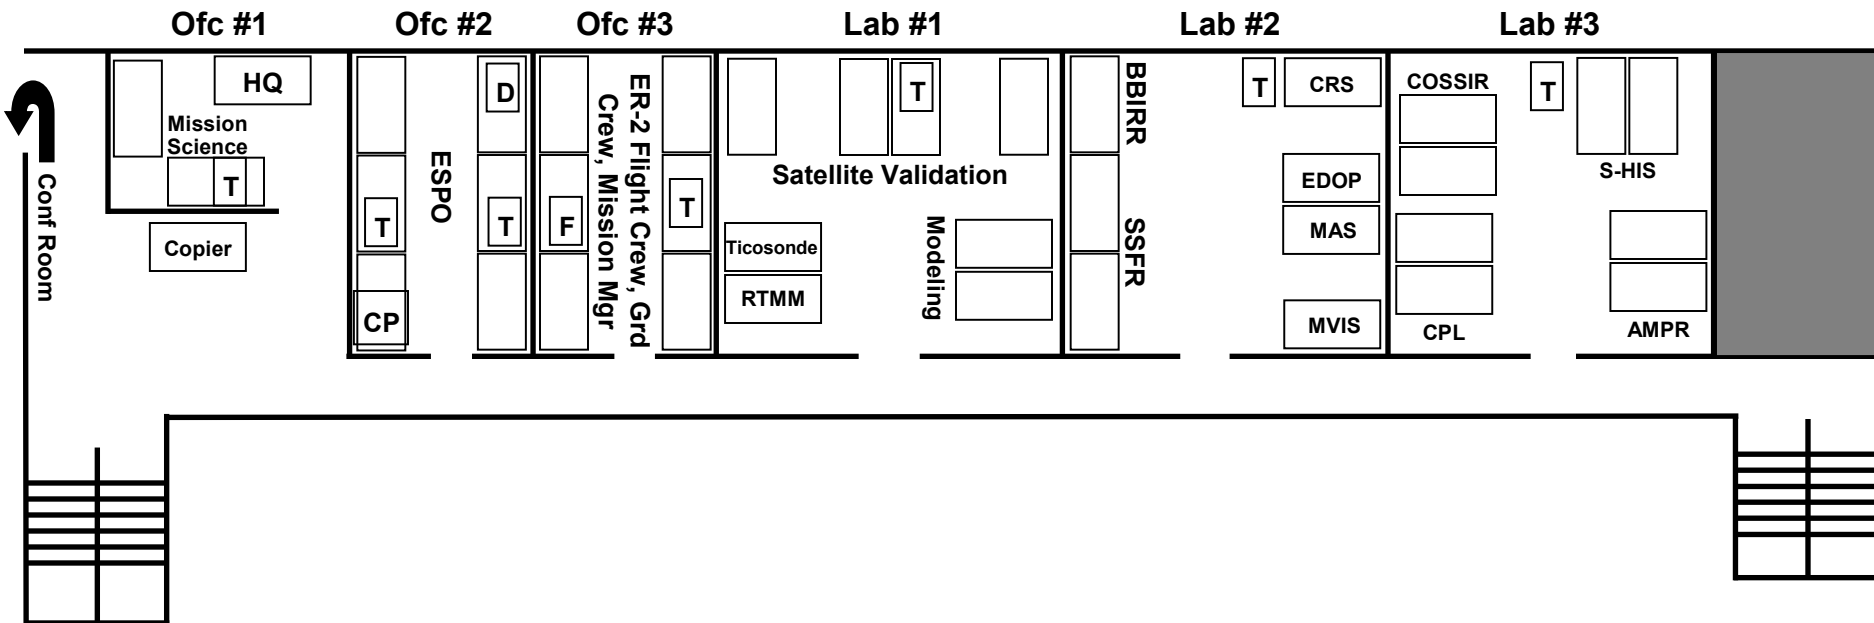 Ofc #1
Ofc #2
Ofc #3
Lab #1
Lab #2
Lab #3
Conf Room
HQ
Mission
Science
T
Copier
D
ESPO
T
T
CP
ER-2 Flight Crew, Grd
Crew, Mission Mgr
F
T
T
Satellite Validation
Ticosonde
RTMM
Modeling
BBIRR
SSFR
T
CRS
EDOP
MAS
MVIS
COSSIR
T
S-HIS
CPL
AMPR